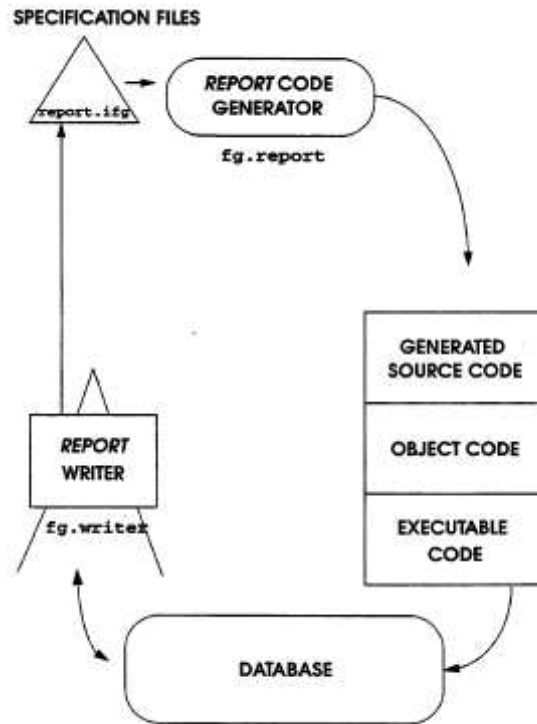 SPECIFICATION FILES
report.ifg
REPORT CODE
GENERATOR
fg.report
GENERATED
SOURCE CODE
OBJECT CODE
EXECUTABLE
CODE
REPORT
WRITER
fg.writer
DATABASE